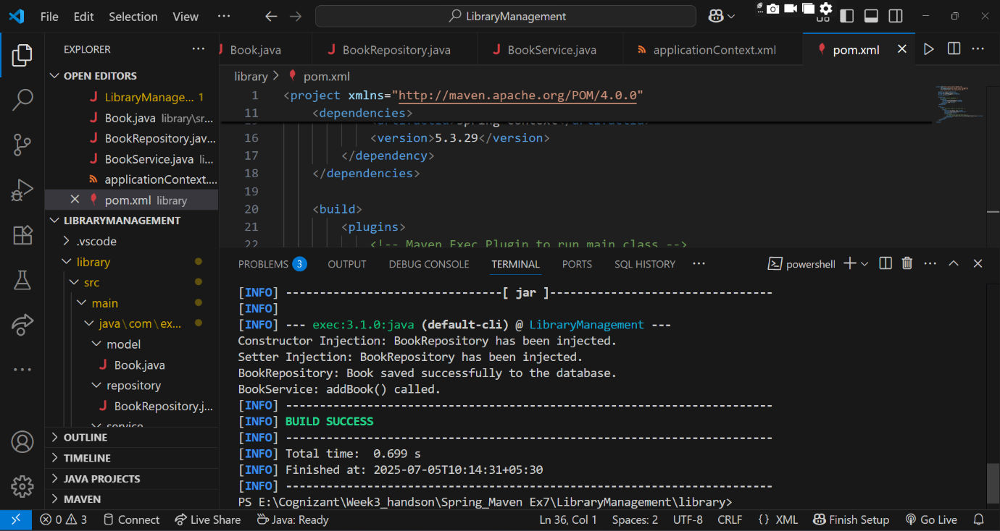 File Edit Selection View ··· LibraryManagement
EXPLORER ···
Book.java BookRepository.java BookService.java applicationContext.xml pom.xml
OPEN EDITORS
LibraryManage... 1
Book.java library\sr...
BookRepository.jav...
BookService.java li...
applicationContext....
pom.xml library
LIBRARYMANAGEMENT
.vscode
library
src
main
java\com\ex...
model
Book.java
repository
BookRepository.j...
service
OUTLINE
TIMELINE
JAVA PROJECTS
MAVEN
library > pom.xml
1 <project xmlns="http://maven.apache.org/POM/4.0.0"
11 <dependencies>
16 <version>5.3.29</version>
17 </dependency>
18 </dependencies>
19
20 <build>
21 <plugins>
22 <!-- Maven Exec Plugin to run main class -->
PROBLEMS 3 OUTPUT DEBUG CONSOLE TERMINAL PORTS SQL HISTORY ··· powershell
[INFO] --------------------------------[ jar ]---------------------------------
[INFO]
[INFO] --- exec:3.1.0:java (default-cli) @ LibraryManagement ---
Constructor Injection: BookRepository has been injected.
Setter Injection: BookRepository has been injected.
BookRepository: Book saved successfully to the database.
BookService: addBook() called.
[INFO] ------------------------------------------------------------------------
[INFO] BUILD SUCCESS
[INFO] ------------------------------------------------------------------------
[INFO] Total time:  0.699 s
[INFO] Finished at: 2025-07-05T10:14:31+05:30
[INFO] ------------------------------------------------------------------------
PS E:\Cognizant\Week3_handson\Spring_Maven Ex7\LibraryManagement\library>
0 3 Connect Live Share Java: Ready Ln 36, Col 1 Spaces: 2 UTF-8 CRLF {} XML Finish Setup Go Live